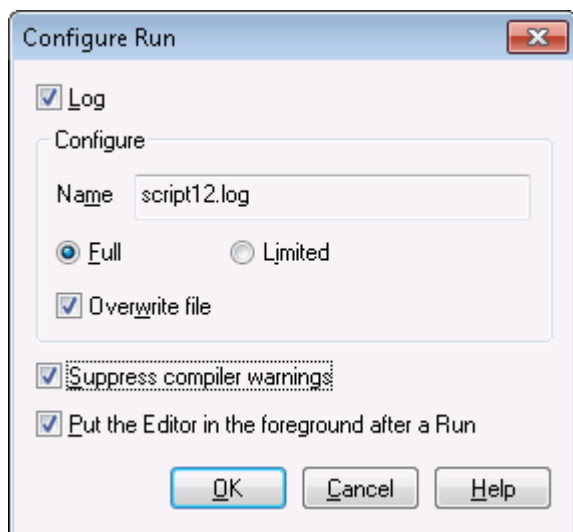 Configure Run
Log
Configure
Name script12.log
Full Limited
Overwrite file
Suppress compiler warnings
Put the Editor in the foreground after a Run
OK Cancel Help